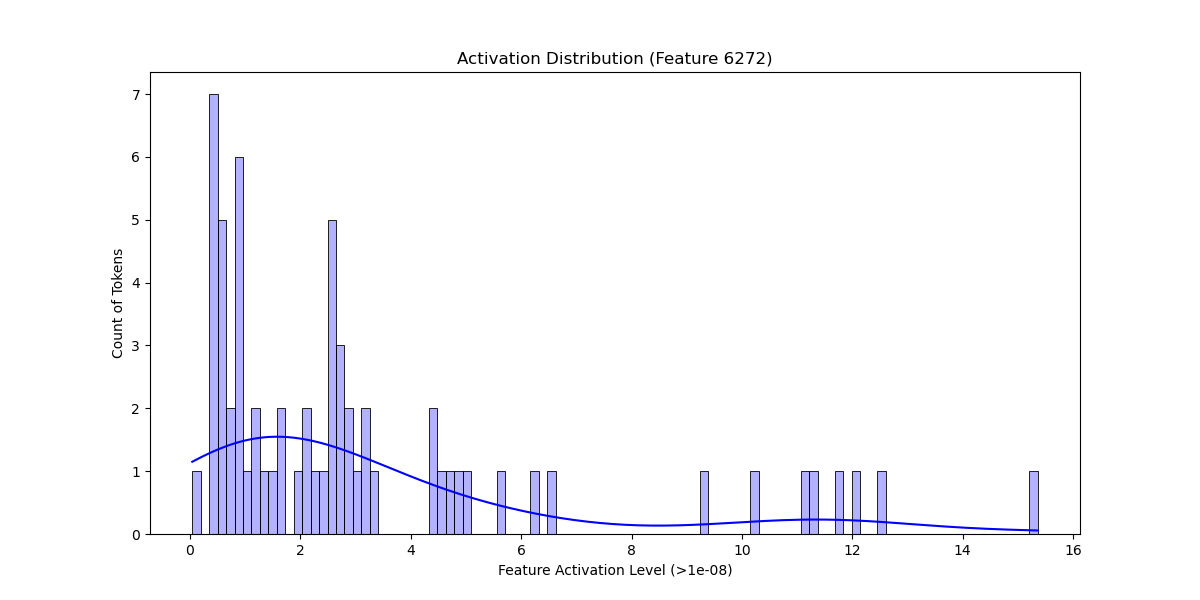 Activation Distribution (Feature 6272)
7
6
5
4
3
2
1
0
Count of Tokens
0 2 4 6 8 10 12 14 16
Feature Activation Level (>1e-08)